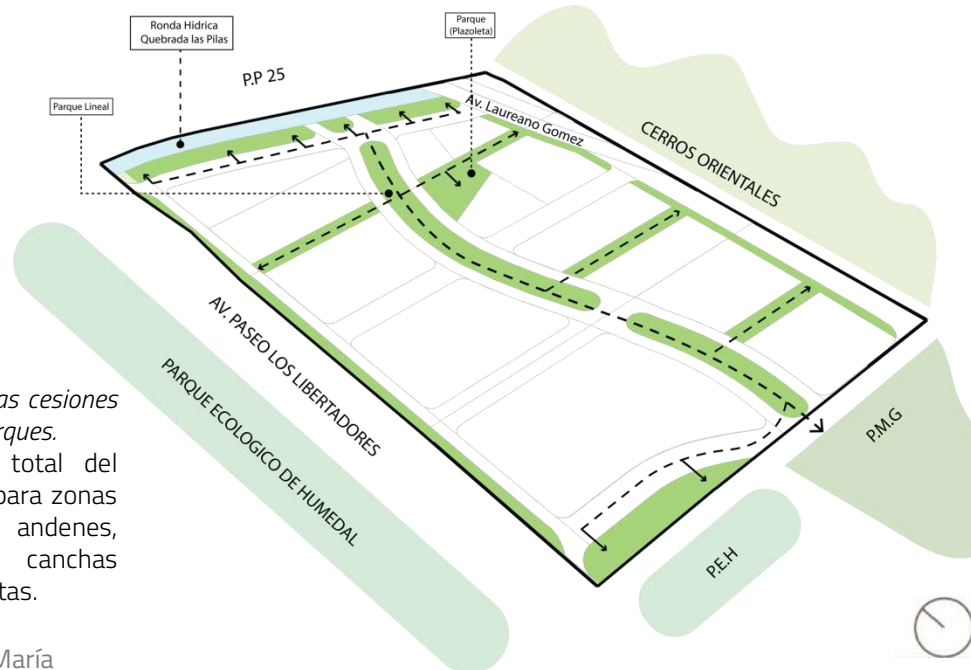 Ronda Hidrica
Quebrada las Pilas
Parque
(Plazoleta)
P.P 25
Parque Lineal
Av. Laureano Gomez
CERROS ORIENTALES
AV. PASEO LOS LIBERTADORES
PARQUE ECOLOGICO DE HUMEDAL
P.M.G
P.E.H
as cesiones
rques.
total del
para zonas
andenes,
canchas
tas.
María